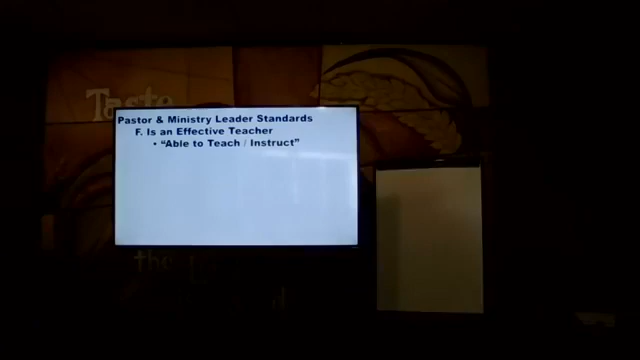 Taste
Pastor & Ministry Leader Standards
F. Is an Effective Teacher
• "Able to Teach / Instruct"
the